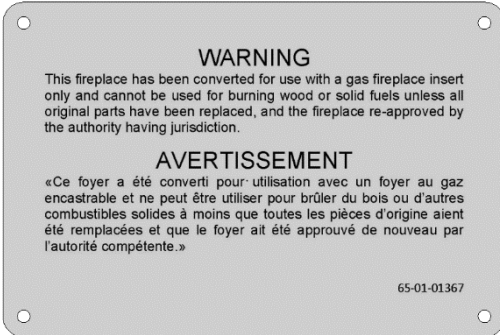 WARNING
This fireplace has been converted for use with a gas fireplace insert
only and cannot be used for burning wood or solid fuels unless all
original parts have been replaced, and the fireplace re-approved by
the authority having jurisdiction.
AVERTISSEMENT
«Ce foyer a été converti pour utilisation avec un foyer au gaz
encastrable et ne peut être utiliser pour brûler du bois ou d'autres
combustibles solides à moins que toutes les pièces d'origine aient
été remplacées et que le foyer ait été approuvé de nouveau par
l'autorité compétente.»
65-01-01367